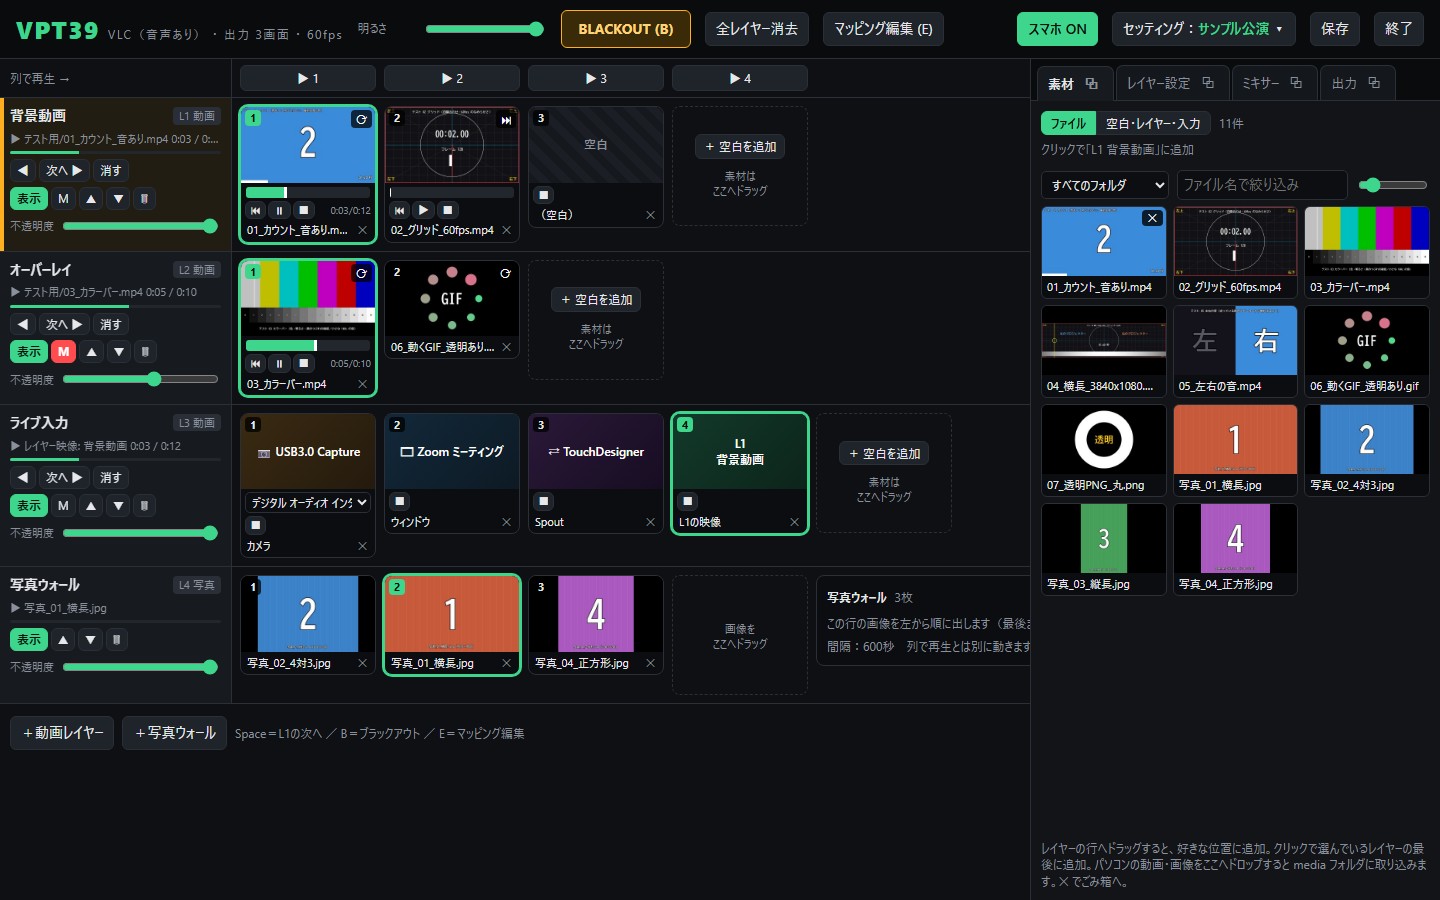 VPT39 VLC（音声あり）・出力 3画面・60fps 明るさ BLACKOUT (B) 全レイヤー消去 マッピング編集 (E) スマホ ON セッティング：サンプル公演 ▼ 保存 終了
列で再生 → ▶ 1 ▶ 2 ▶ 3 ▶ 4
背景動画 L1 動画
▶ テスト用/01_カウント_音あり.mp4 0:03 / 0:...
◀ 次へ ▶ 消す
表示 M ▲ ▼
不透明度
1
2
0:03/0:12
01_カウント_音あり.m... ×
2
00:02.00
02_グリッド_60fps.mp4 ×
3
空白
（空白） ×
＋ 空白を追加
素材は
ここへドラッグ
オーバーレイ L2 動画
▶ テスト用/03_カラーバー.mp4 0:05 / 0:10
◀ 次へ ▶ 消す
表示 M ▲ ▼
不透明度
1
0:05/0:10
03_カラーバー.mp4 ×
2
GIF
06_動くGIF_透明あり.... ×
＋ 空白を追加
素材は
ここへドラッグ
ライブ入力 L3 動画
▶ レイヤー映像: 背景動画 0:03 / 0:12
◀ 次へ ▶ 消す
表示 M ▲ ▼
不透明度
1
USB3.0 Capture
デジタル オーディオ インタ
カメラ ×
2
Zoom ミーティング
ウィンドウ ×
3
⇄ TouchDesigner
Spout ×
4
L1
背景動画
L1の映像 ×
＋ 空白を追加
素材は
ここへドラッグ
写真ウォール L4 写真
▶ 写真_01_横長.jpg
表示 ▲ ▼
不透明度
1
2
写真_02_4対3.jpg ×
2
1
写真_01_横長.jpg ×
3
4
写真_04_正方形.jpg ×
画像を
ここへドラッグ
写真ウォール 3枚
この行の画像を左から順に出します（最後ま
間隔：600秒 列で再生とは別に動きます
＋動画レイヤー ＋写真ウォール Space＝L1の次へ ／ B＝ブラックアウト ／ E＝マッピング編集
素材 レイヤー設定 ミキサー 出力
ファイル 空白・レイヤー・入力 11件
クリックで「L1 背景動画」に追加
すべてのフォルダ ファイル名で絞り込み
2 ×
00:02.00
01_カウント_音あり.mp4 02_グリッド_60fps.mp4 03_カラーバー.mp4
左 右 GIF
04_横長_3840x1080.... 05_左右の音.mp4 06_動くGIF_透明あり.gif
透明 1 2
07_透明PNG_丸.png 写真_01_横長.jpg 写真_02_4対3.jpg
3 4
写真_03_縦長.jpg 写真_04_正方形.jpg
レイヤーの行へドラッグすると、好きな位置に追加。クリックで選んでいるレイヤーの最
後に追加。パソコンの動画・画像をここへドロップすると media フォルダに取り込みま
す。× でごみ箱へ。